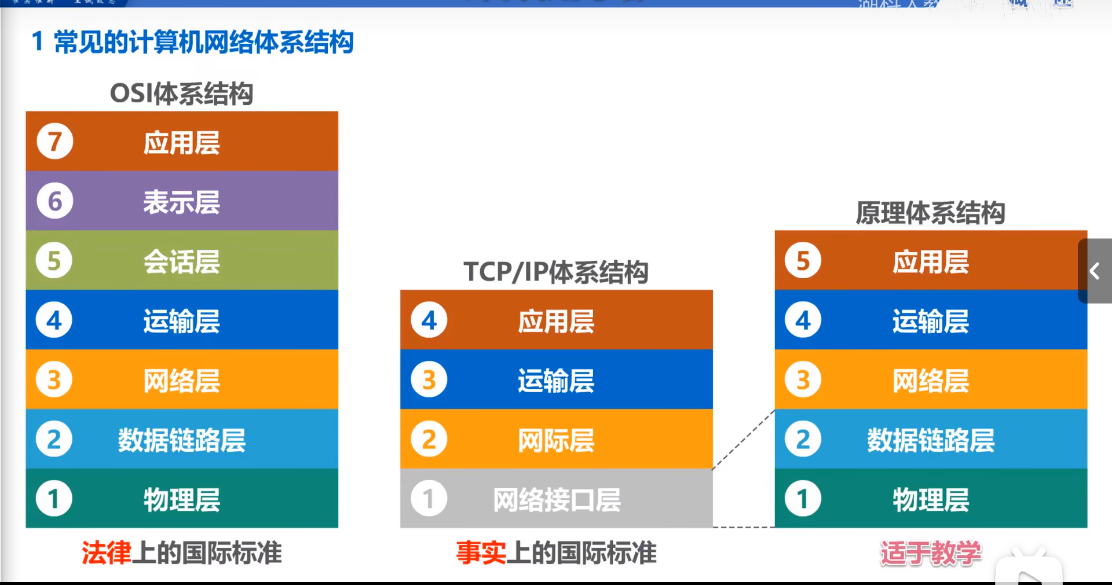 1 常见的计算机网络体系结构
OSI体系结构
7 应用层
6 表示层
5 会话层
4 运输层
3 网络层
2 数据链路层
1 物理层
法律上的国际标准
TCP/IP体系结构
4 应用层
3 运输层
2 网际层
1 网络接口层
事实上的国际标准
原理体系结构
5 应用层
4 运输层
3 网络层
2 数据链路层
1 物理层
适于教学